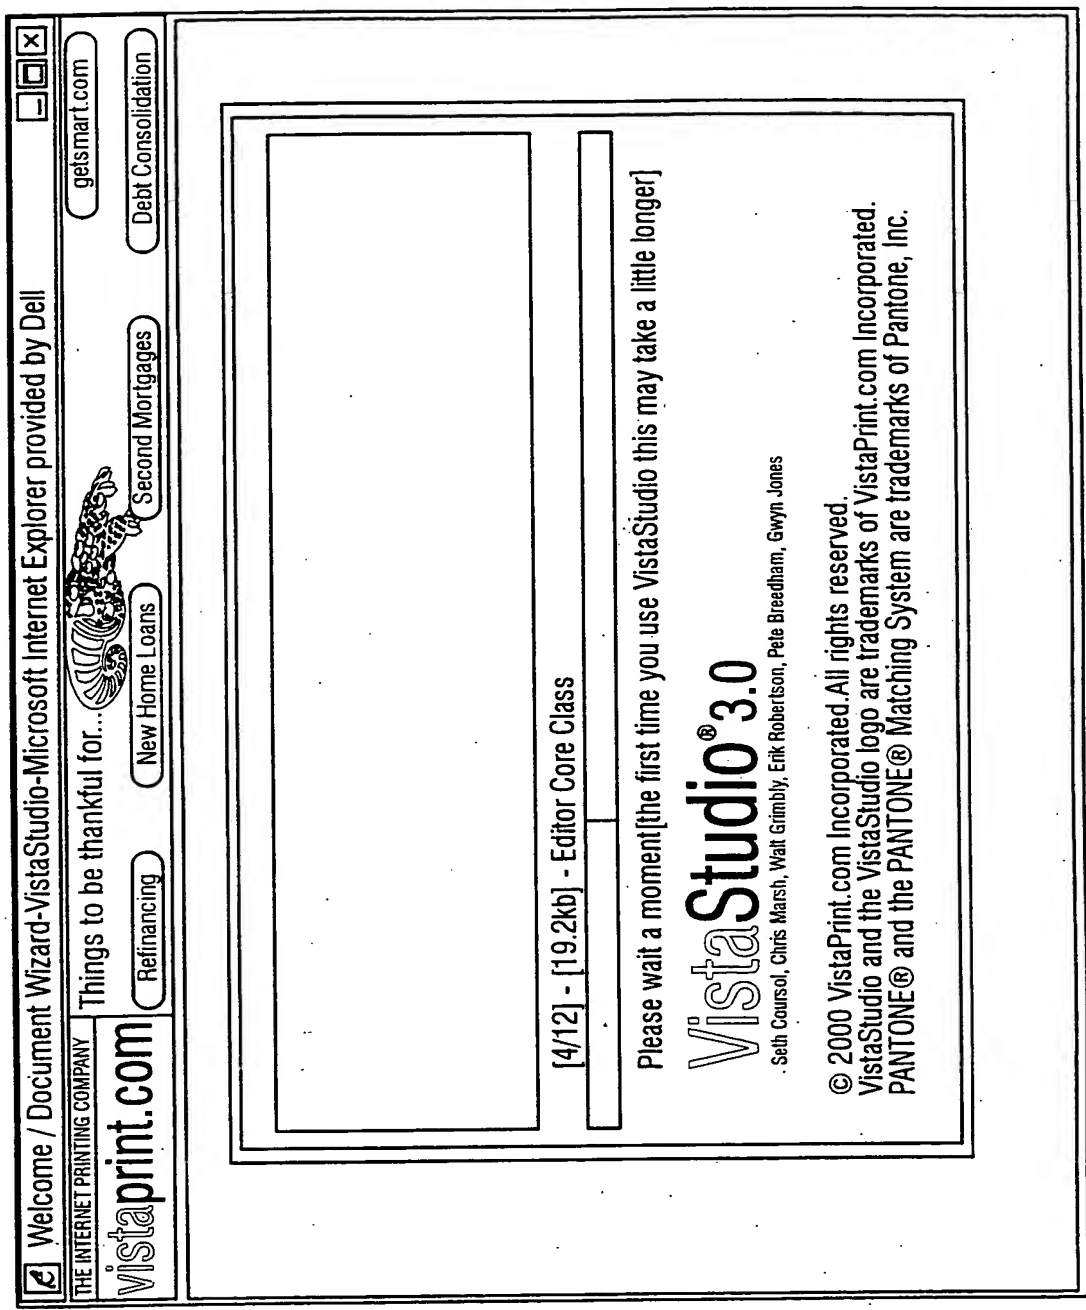 Welcome / Document Wizard-VistaStudio-Microsoft Internet Explorer provided by Dell
THE INTERNET PRINTING COMPANY
vistaprint.com
Things to be thankful for...
getsmart.com
Refinancing
New Home Loans
Second Mortgages
Debt Consolidation
[4/12] - [19.2kb] - Editor Core Class
Please wait a moment[the first time you use VistaStudio this may take a little longer]
VistaStudio® 3.0
Seth Coursol, Chris Marsh, Walt Grimbly, Erik Robertson, Pete Breedham, Gwyn Jones
© 2000 VistaPrint.com Incorporated.All rights reserved.
VistaStudio and the VistaStudio logo are trademarks of VistaPrint.com Incorporated.
PANTONE® and the PANTONE® Matching System are trademarks of Pantone, Inc.